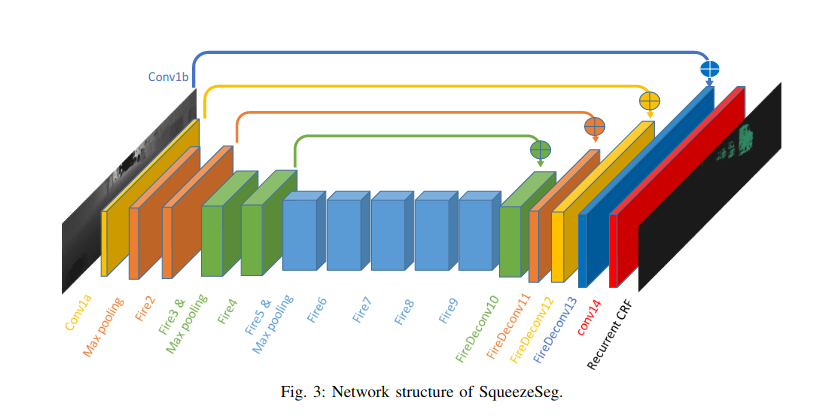 Conv1b
Conv1a
Max pooling
Fire2
Fire3 &
Max pooling
Fire4
Fire5 &
Max pooling
Fire6
Fire7
Fire8
Fire9
FireDeconv10
FireDeconv11
FireDeconv12
FireDeconv13
conv14
Recurrent CRF
Fig. 3: Network structure of SqueezeSeg.